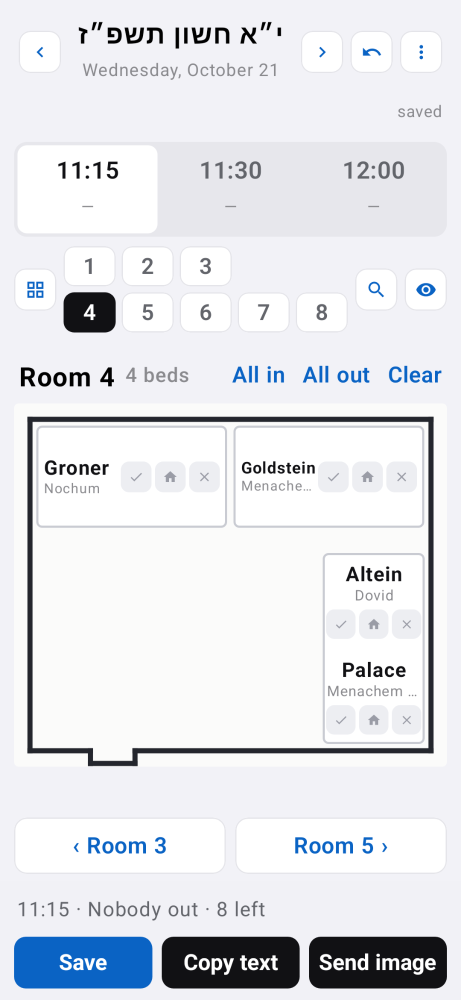 י״א חשון תשפ״ז
Wednesday, October 21
saved
11:15 11:30 12:00
– – –
1 2 3
4 5 6 7 8
Room 4 4 beds All in All out Clear
Groner
Nochum
Goldstein
Menache...
Altein
Dovid
Palace
Menachem ...
‹ Room 3 Room 5 ›
11:15 · Nobody out · 8 left
Save Copy text Send image